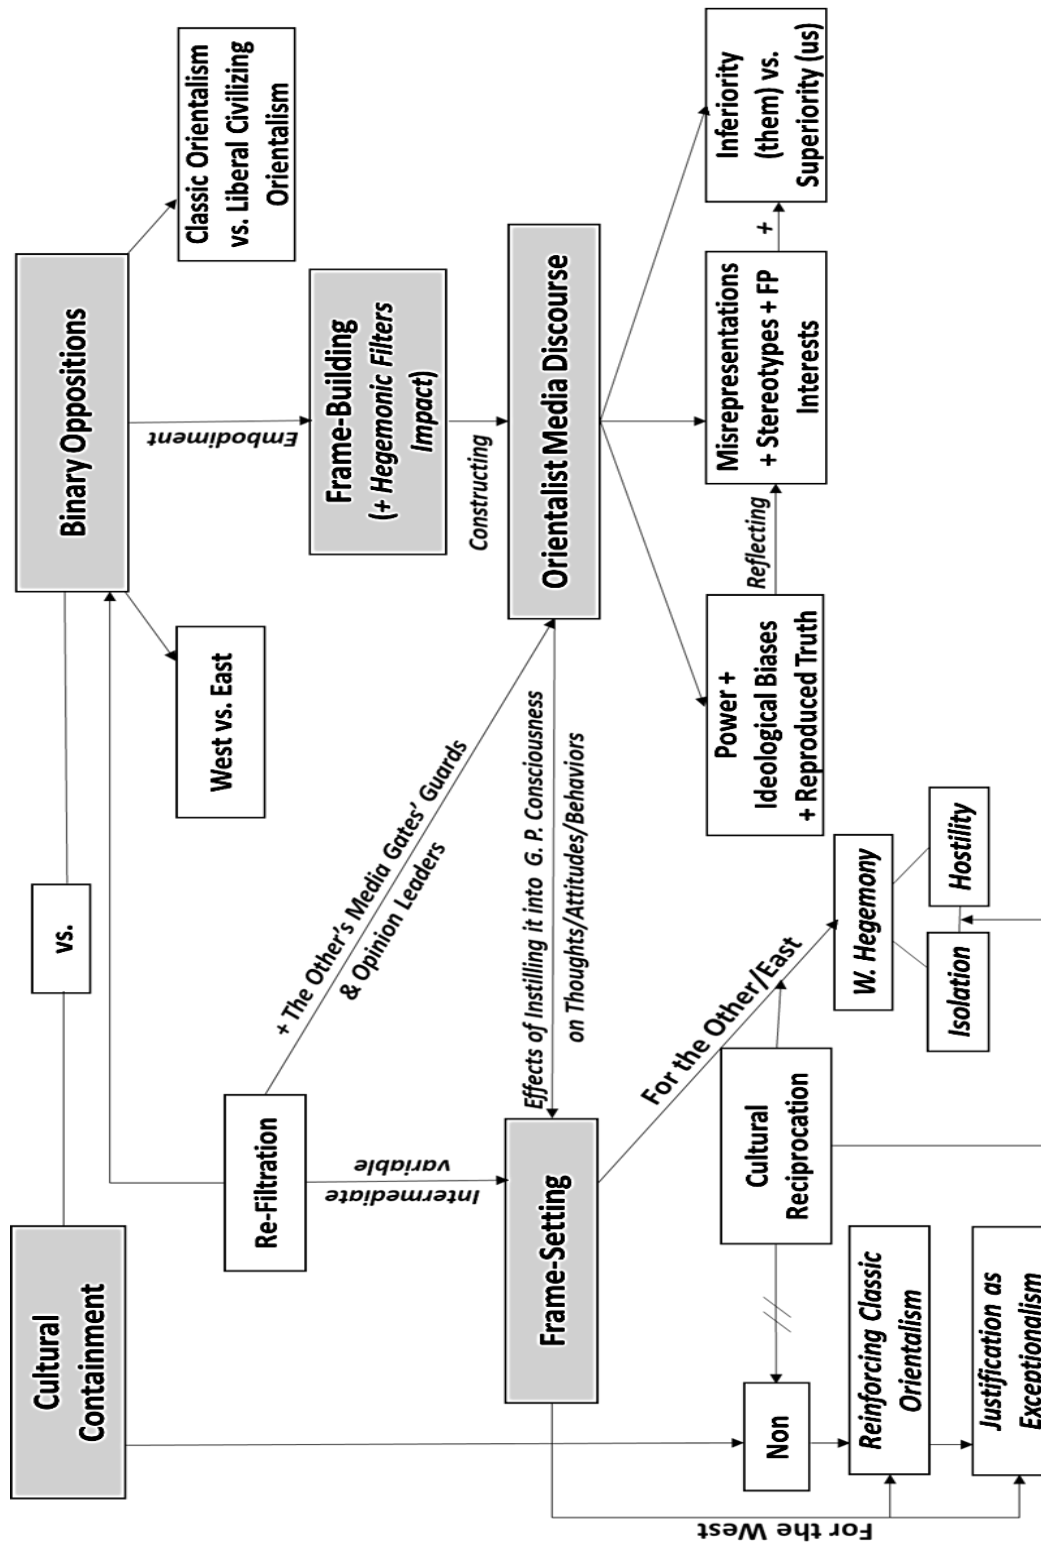 Cultural
Containment
vs.
Binary Oppositions
West vs. East
Classic Orientalism
vs. Liberal Civilizing
Orientalism
Re-Filtration
Embodiment
Frame-Building
(+ Hegemonic Filters
Impact)
Intermediate
variable
+ The Other's Media Gates' Guards
& Opinion Leaders
Constructing
Frame-Setting
Effects of Instilling it into G. P. Consciousness
on Thoughts/Attitudes/Behaviors
Orientalist Media Discourse
For the West
For the Other/East
Non
Cultural
Reciprocation
Power +
Ideological Biases
+ Reproduced Truth
Reflecting
Misrepresentations
+ Stereotypes + FP
Interests
+
Inferiority
(them) vs.
Superiority (us)
Reinforcing Classic
Orientalism
W. Hegemony
Isolation
Hostility
Justification as
Exceptionalism